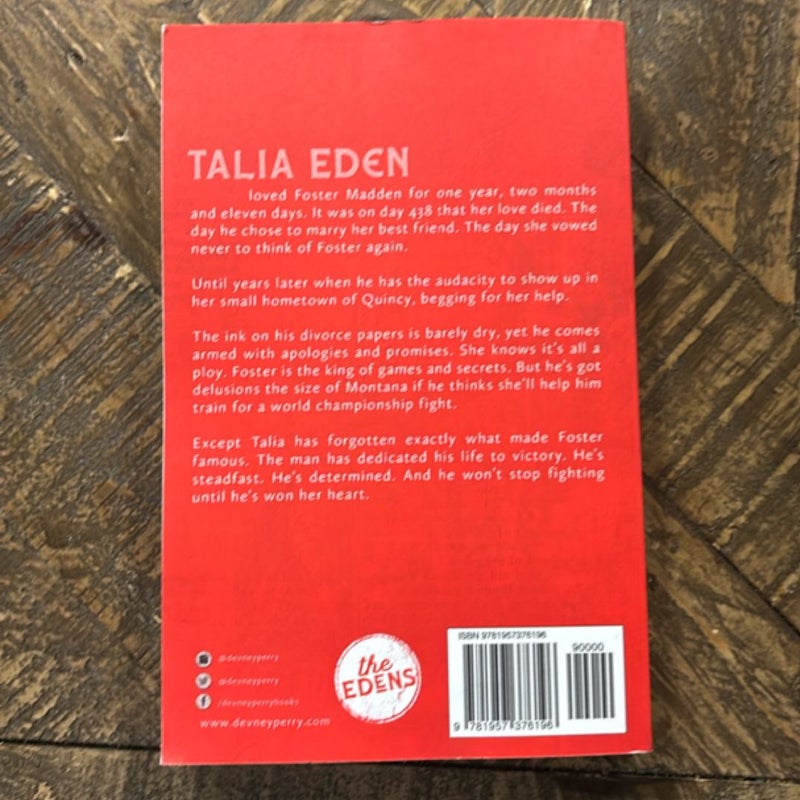 TALIA EDEN
loved Foster Madden for one year, two months
and eleven days. It was on day 438 that her love died. The
day he chose to marry her best friend. The day she vowed
never to think of Foster again.
Until years later when he has the audacity to show up in
her small hometown of Quincy, begging for her help.
The ink on his divorce papers is barely dry, yet he comes
armed with apologies and promises. She knows it's all a
ploy. Foster is the king of games and secrets. But he's got
delusions the size of Montana if he thinks she'll help him
train for a world championship fight.
Except Talia has forgotten exactly what made Foster
famous. The man has dedicated his life to victory. He's
steadfast. He's determined. And he won't stop fighting
until he's won her heart.
@devneyperry
@devneyperry
/devneyperrybooks
www.devneyperry.com
the
EDENS
ISBN 9781957376196
90000
9 781957 376196